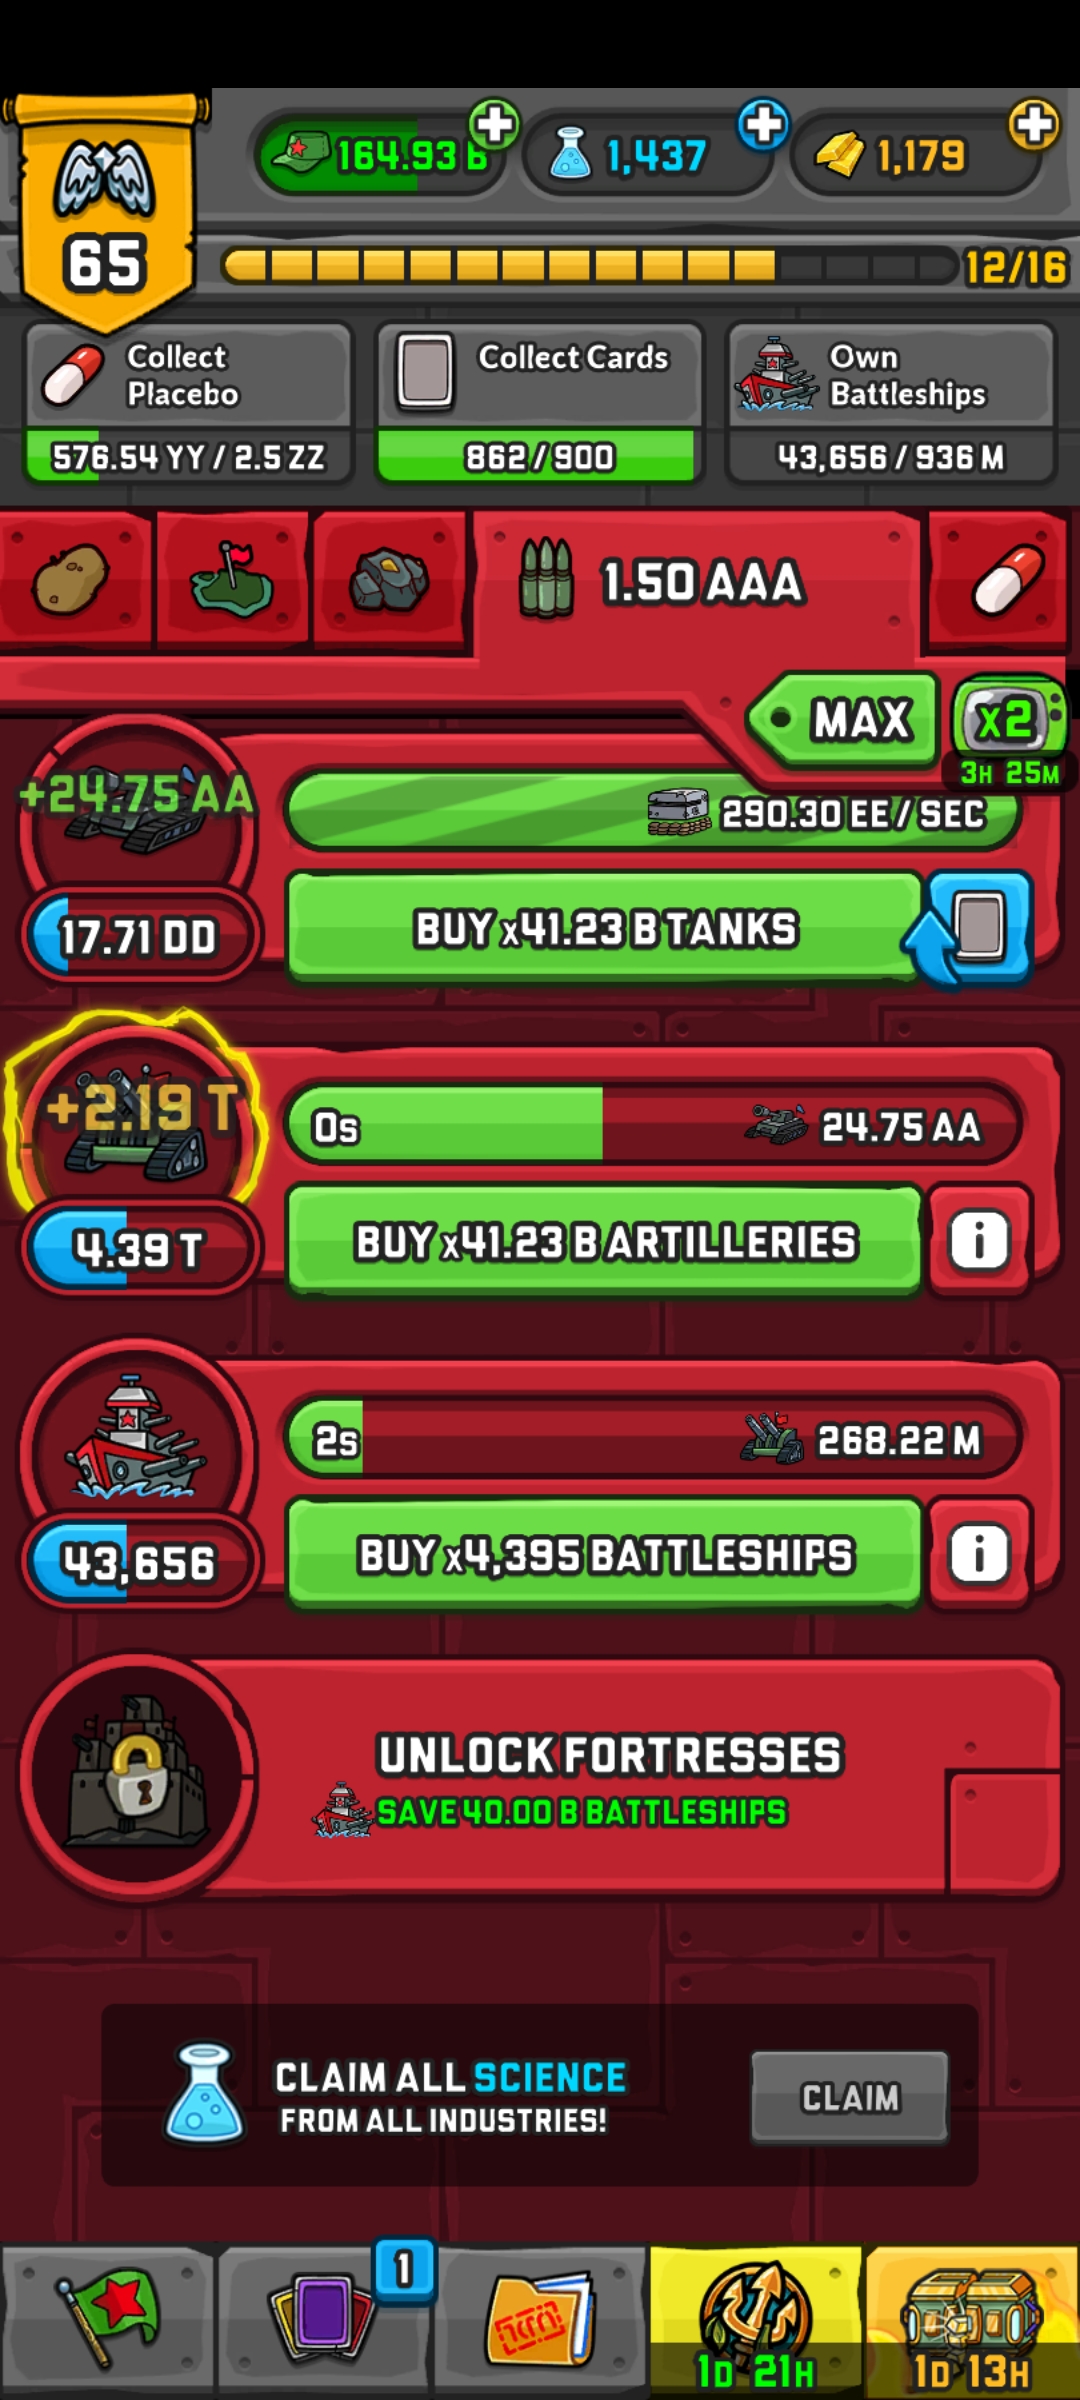 164.93 B
1,437
1,179
65
12/16
Collect
Placebo
576.54 YY / 2.5 ZZ
Collect Cards
862/900
Own
Battleships
43,656 / 936 M
1.50 AAA
MAX
x2
3H 25M
+24.75 AA
290.30 EE / SEC
17.71 DD
BUY x41.23 B TANKS
+2.19 T
0s
24.75 AA
4.39 T
BUY x41.23 B ARTILLERIES
i
2s
268.22 M
43,656
BUY x4,395 BATTLESHIPS
i
UNLOCK FORTRESSES
SAVE 40.00 B BATTLESHIPS
CLAIM ALL SCIENCE
FROM ALL INDUSTRIES!
CLAIM
1
1D 21H
1D 13H